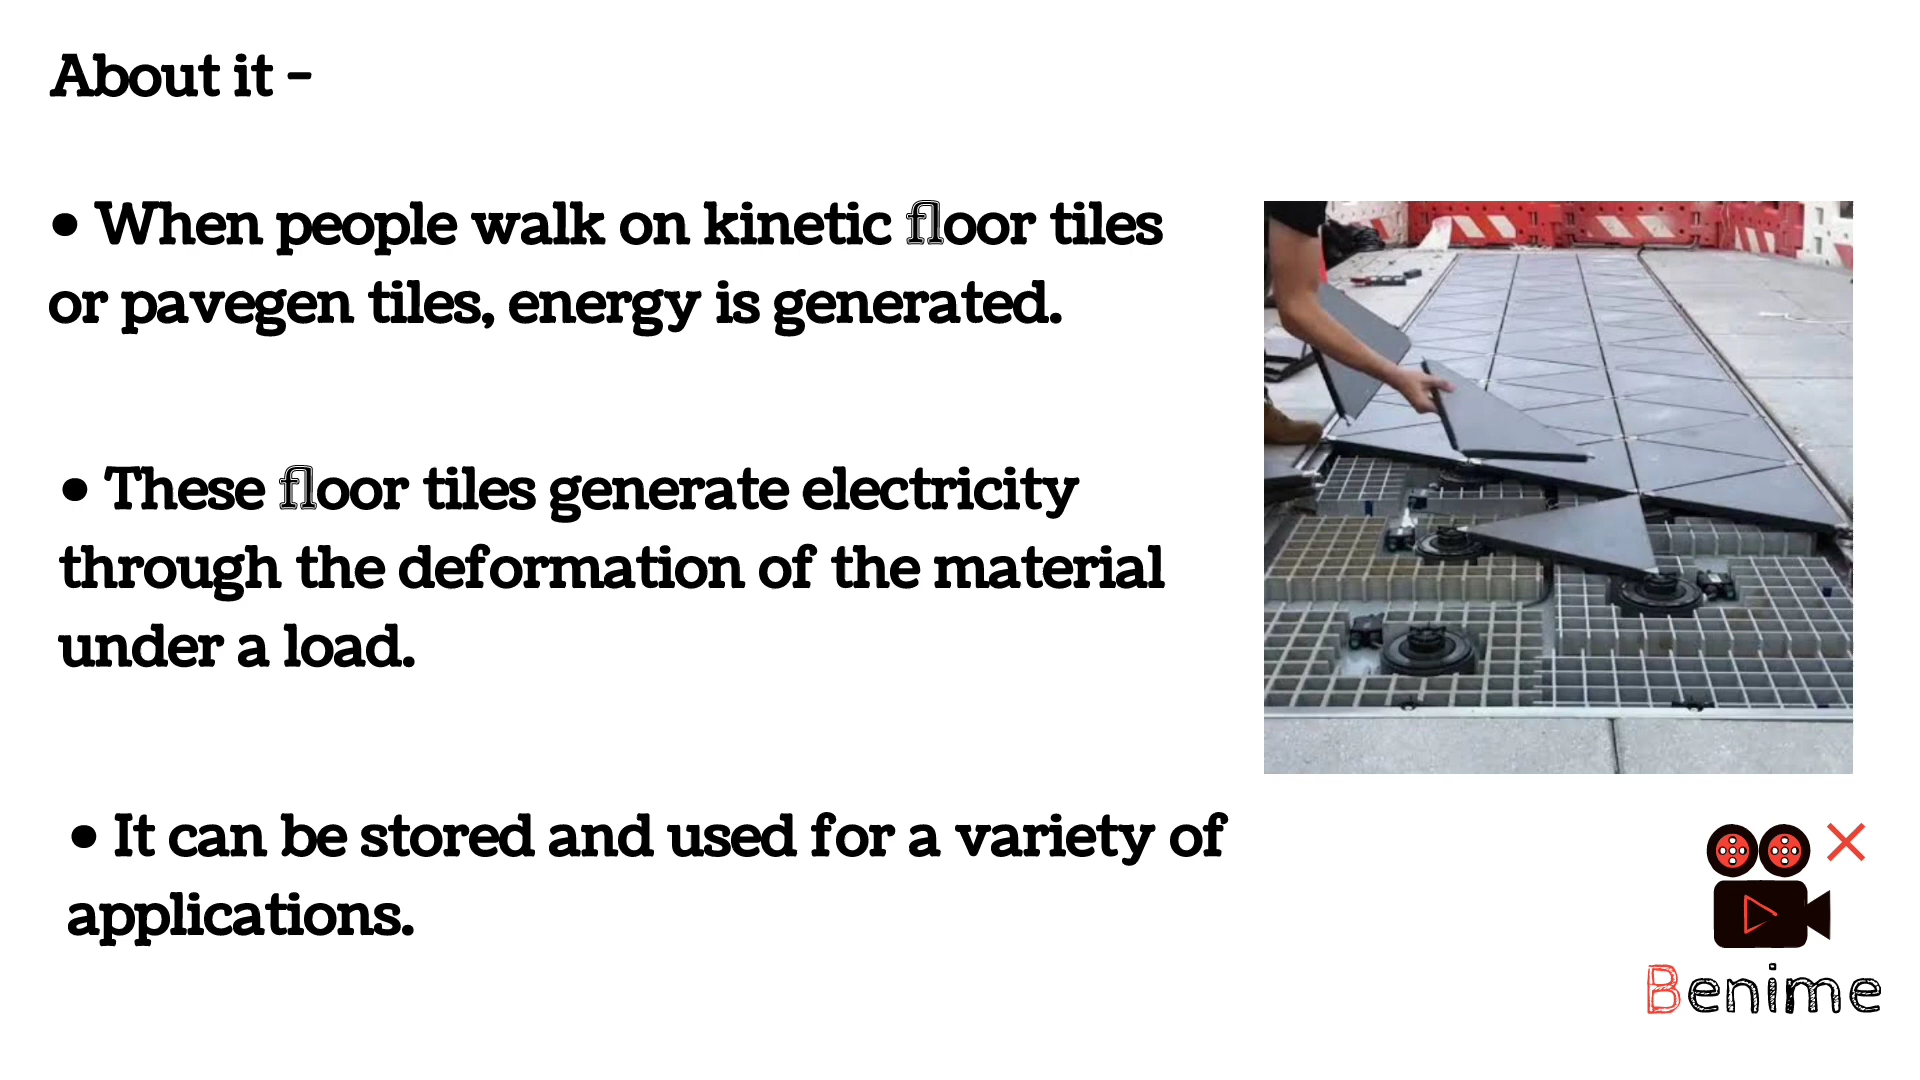 About it -
• When people walk on kinetic floor tiles
or pavegen tiles, energy is generated.
• These floor tiles generate electricity
through the deformation of the material
under a load.
• It can be stored and used for a variety of
applications.
Benime